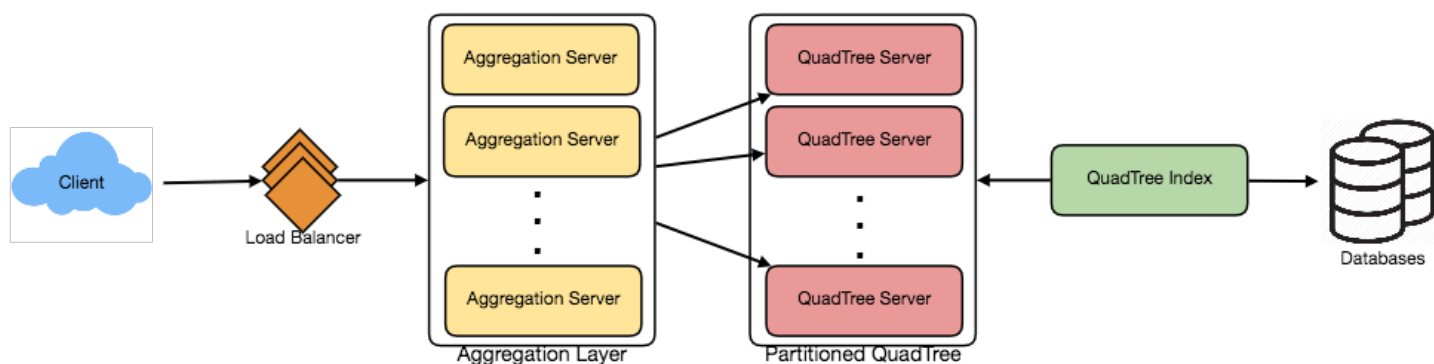 Client
Load Balancer
Aggregation Server
Aggregation Server
Aggregation Server
Aggregation Layer
QuadTree Server
QuadTree Server
QuadTree Server
Partitioned QuadTree
QuadTree Index
Databases